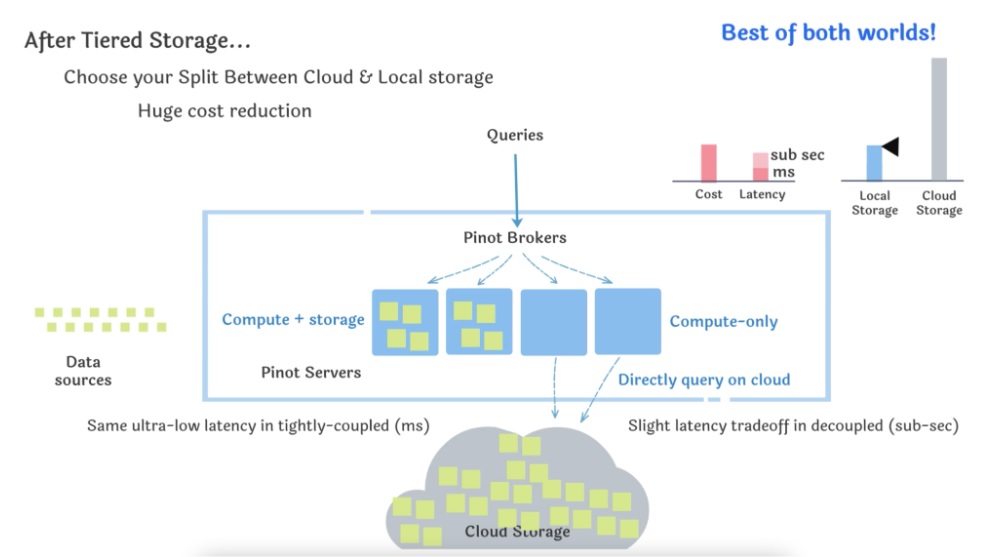 After Tiered Storage...
Best of both worlds!
Choose your Split Between Cloud & Local storage
Huge cost reduction
Queries
sub sec
ms
Cost
Latency
Local
Storage
Cloud
Storage
Pinot Brokers
Compute + storage
Compute-only
Data
sources
Pinot Servers
Directly query on cloud
Same ultra-low latency in tightly-coupled (ms)
Slight latency tradeoff in decoupled (sub-sec)
Cloud Storage